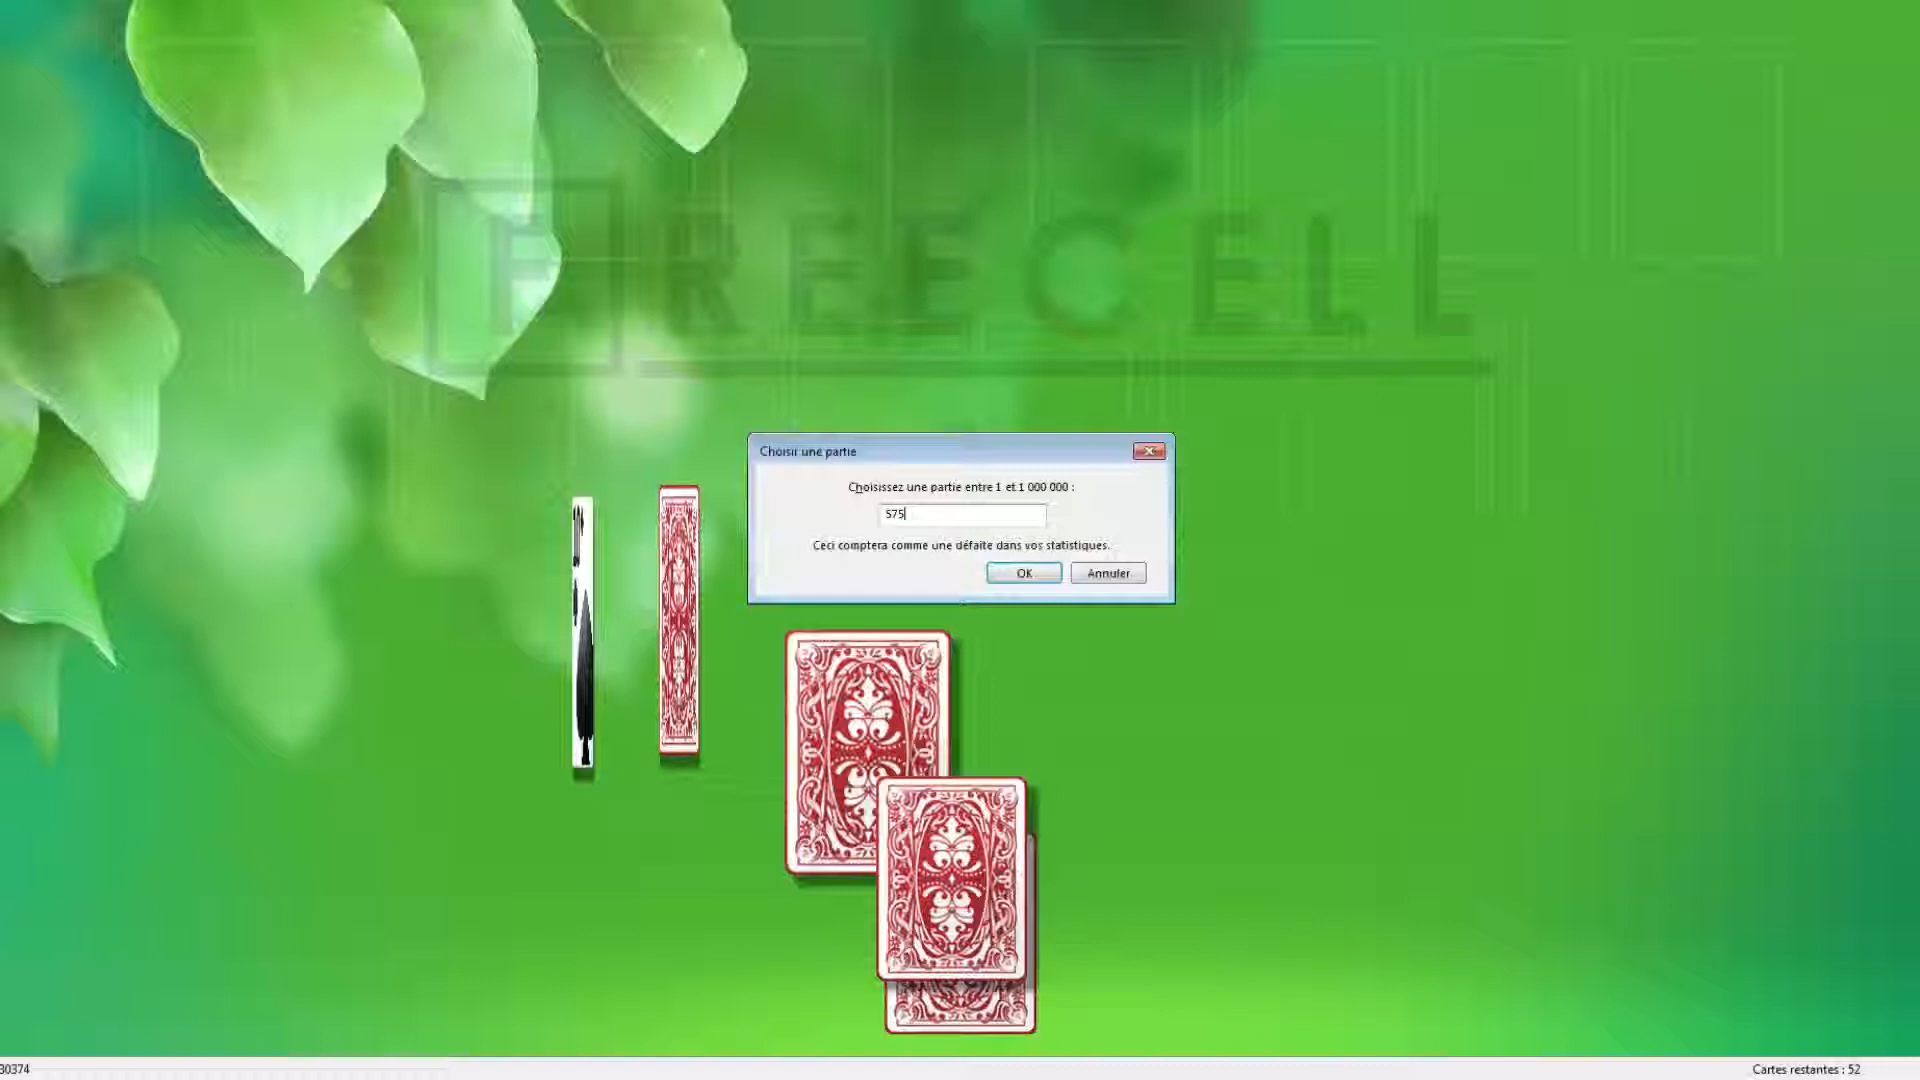 FREECELL
Choisir une partie
Choisissez une partie entre 1 et 1 000 000 :
575
Ceci comptera comme une défaite dans vos statistiques.
OK
Annuler
30374
Cartes restantes : 52